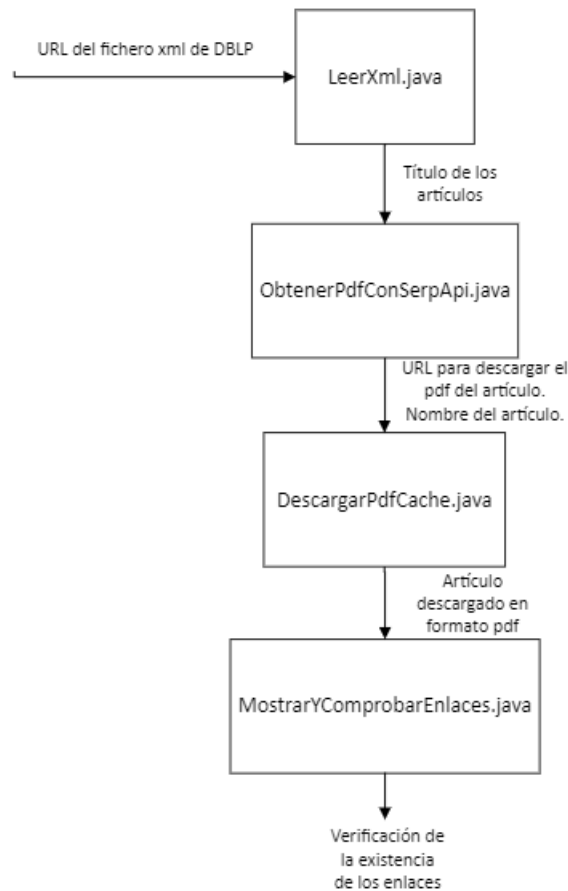 URL del fichero xml de DBLP
LeerXml.java
Título de los
artículos
ObtenerPdfConSerpApi.java
URL para descargar el
pdf del artículo.
Nombre del artículo.
DescargarPdfCache.java
Artículo
descargado en
formato pdf
MostrarYComprobarEnlaces.java
Verificación de
la existencia
de los enlaces